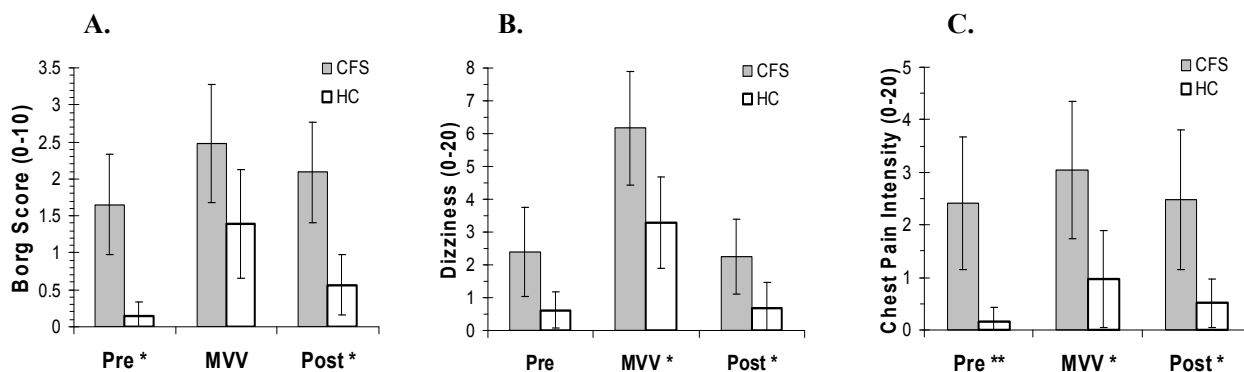 A.
Borg Score (0-10)
3.5
3
2.5
2
1.5
1
0.5
0
CFS
HC
Pre *
MVV
Post *
B.
Dizziness (0-20)
8
7
6
5
4
3
2
1
0
CFS
HC
Pre
MVV *
Post *
C.
Chest Pain Intensity (0-20)
5
4
3
2
1
0
CFS
HC
Pre **
MVV *
Post *